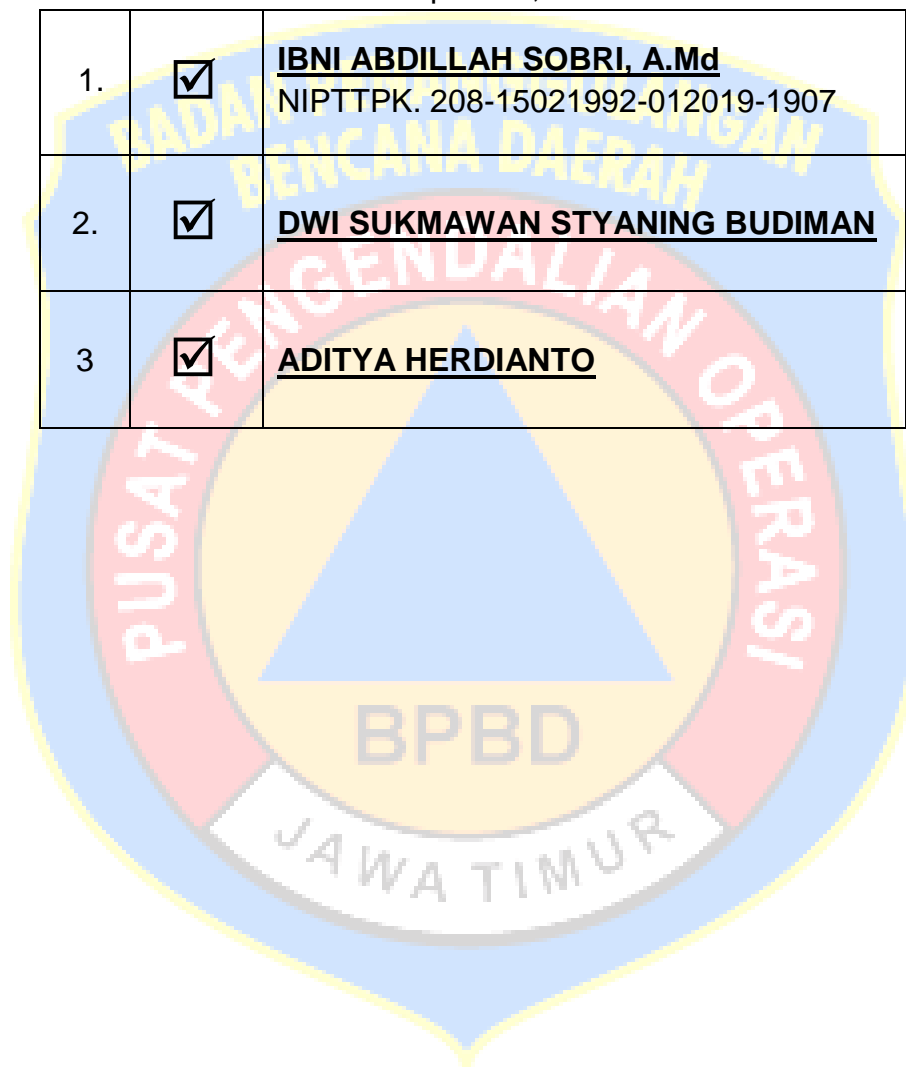 1. ☑ IBNI ABDILLAH SOBRI, A.Md
NIPTTPK. 208-15021992-012019-1907
2. ☑ DWI SUKMAWAN STYANING BUDIMAN
3 ☑ ADITYA HERDIANTO
BADAN PENANGGULANGAN
BENCANA DAERAH
PUSAT PENGENDALIAN OPERASI
BPBD
JAWA TIMUR